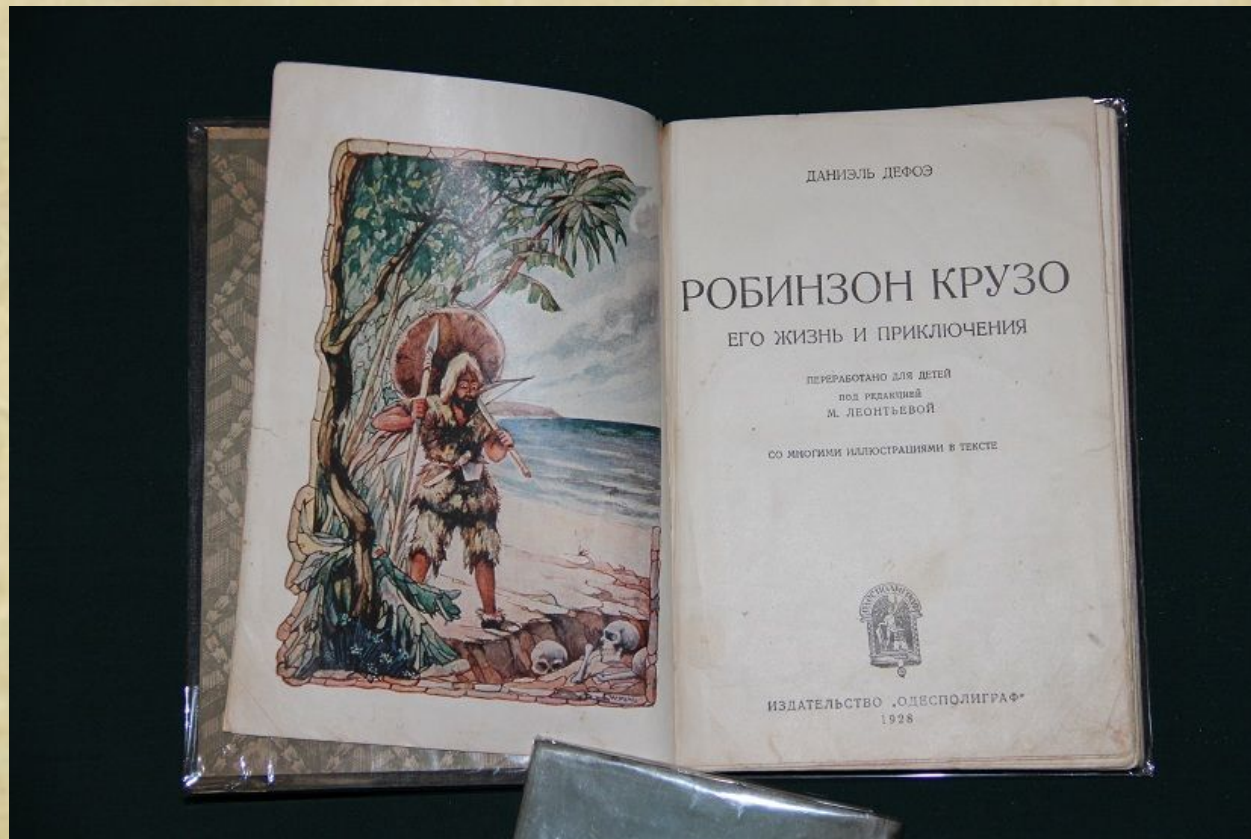 ДАНИЭЛЬ ДЕФОЭ
РОБИНЗОН КРУЗО
ЕГО ЖИЗНЬ И ПРИКЛЮЧЕНИЯ
ПЕРЕРАБОТАНО ДЛЯ ДЕТЕЙ
ПОД РЕДАКЦИЕЙ
М. ЛЕОНТЬЕВОЙ
СО МНОГИМИ ИЛЛЮСТРАЦИЯМИ В ТЕКСТЕ
ОДЕСПОЛИГРАФ
ИЗДАТЕЛЬСТВО „ОДЕСПОЛИГРАФ“
1928